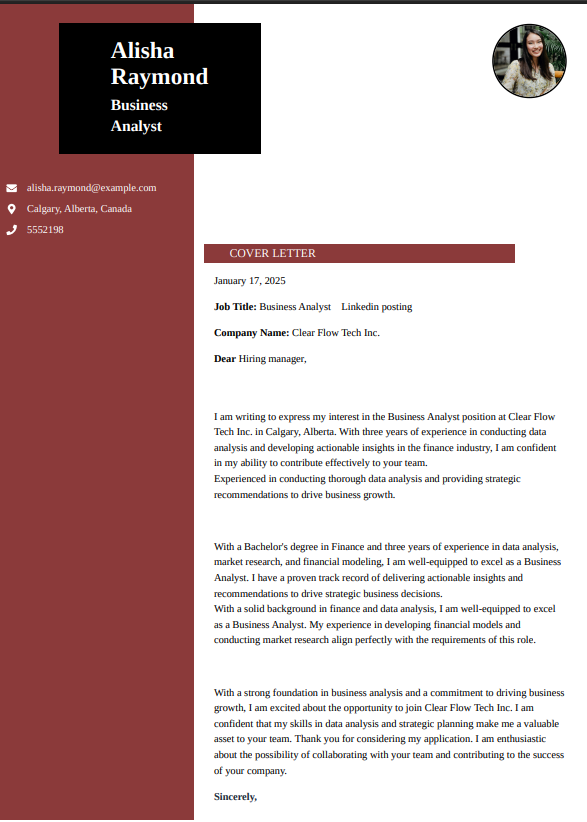 Alisha
Raymond
Business
Analyst
alisha.raymond@example.com
Calgary, Alberta, Canada
5552198
COVER LETTER
January 17, 2025
Job Title: Business Analyst Linkedin posting
Company Name: Clear Flow Tech Inc.
Dear Hiring manager,
I am writing to express my interest in the Business Analyst position at Clear Flow
Tech Inc. in Calgary, Alberta. With three years of experience in conducting data
analysis and developing actionable insights in the finance industry, I am confident
in my ability to contribute effectively to your team.
Experienced in conducting thorough data analysis and providing strategic
recommendations to drive business growth.
With a Bachelor's degree in Finance and three years of experience in data analysis,
market research, and financial modeling, I am well-equipped to excel as a Business
Analyst. I have a proven track record of delivering actionable insights and
recommendations to drive strategic business decisions.
With a solid background in finance and data analysis, I am well-equipped to excel
as a Business Analyst. My experience in developing financial models and
conducting market research align perfectly with the requirements of this role.
With a strong foundation in business analysis and a commitment to driving business
growth, I am excited about the opportunity to join Clear Flow Tech Inc. I am
confident that my skills in data analysis and strategic planning make me a valuable
asset to your team. Thank you for considering my application. I am enthusiastic
about the possibility of collaborating with your team and contributing to the success
of your company.
Sincerely,